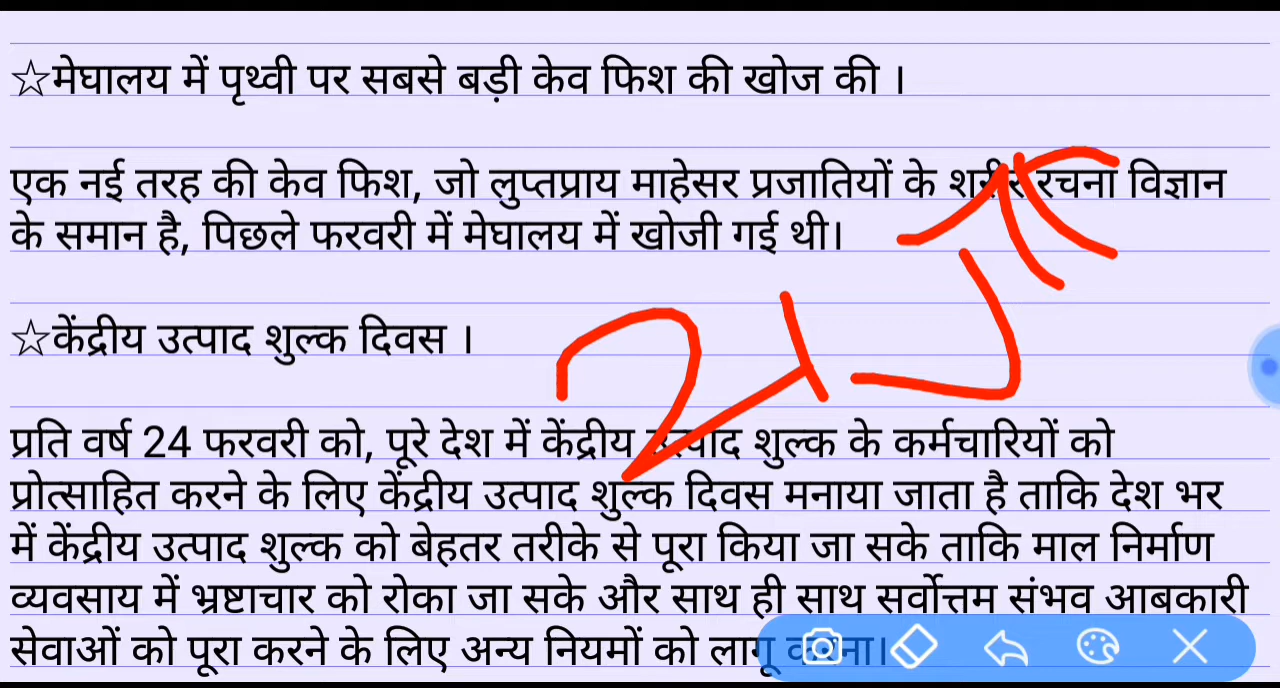 ☆मेघालय में पृथ्वी पर सबसे बड़ी केव फिश की खोज की ।
एक नई तरह की केव फिश, जो लुप्तप्राय माहेसर प्रजातियों के शरीर रचना विज्ञान
के समान है, पिछले फरवरी में मेघालय में खोजी गई थी।
☆केंद्रीय उत्पाद शुल्क दिवस ।
प्रति वर्ष 24 फरवरी को, पूरे देश में केंद्रीय उत्पाद शुल्क के कर्मचारियों को
प्रोत्साहित करने के लिए केंद्रीय उत्पाद शुल्क दिवस मनाया जाता है ताकि देश भर
में केंद्रीय उत्पाद शुल्क को बेहतर तरीके से पूरा किया जा सके ताकि माल निर्माण
व्यवसाय में भ्रष्टाचार को रोका जा सके और साथ ही साथ सर्वोत्तम संभव आबकारी
सेवाओं को पूरा करने के लिए अन्य नियमों को लागू करना।